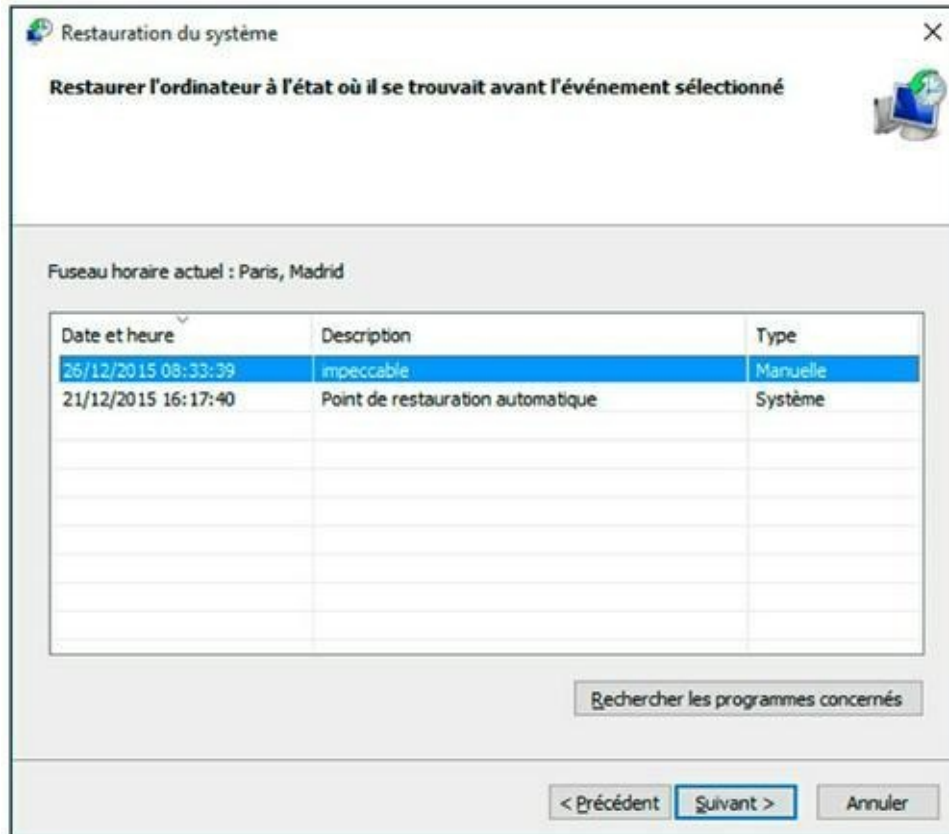 Restauration du système
Restaurer l'ordinateur à l'état où il se trouvait avant l'événement sélectionné
Fuseau horaire actuel : Paris, Madrid
Date et heure Description Type
26/12/2015 08:33:39 impeccable Manuelle
21/12/2015 16:17:40 Point de restauration automatique Système
Rechercher les programmes concernés
< Précédent Suivant > Annuler